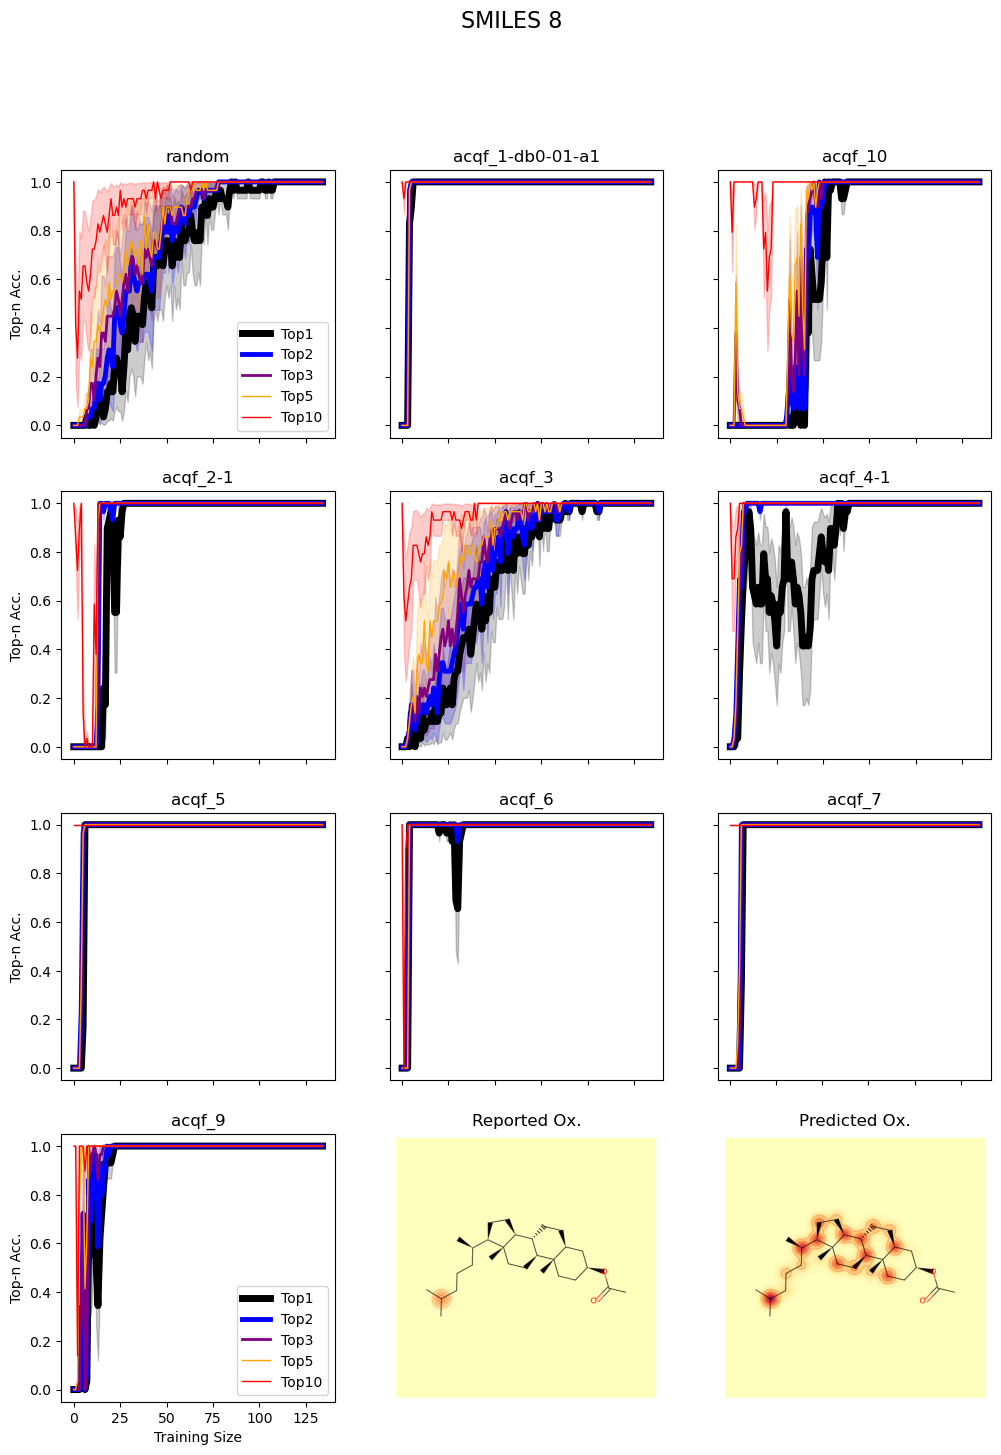 SMILES 8
random
acqf_1-db0-01-a1
acqf_10
1.0
0.8
0.6
0.4
0.2
0.0
Top-n Acc.
Top1
Top2
Top3
Top5
Top10
acqf_2-1
acqf_3
acqf_4-1
1.0
0.8
0.6
0.4
0.2
0.0
Top-n Acc.
acqf_5
acqf_6
acqf_7
1.0
0.8
0.6
0.4
0.2
0.0
Top-n Acc.
acqf_9
Reported Ox.
Predicted Ox.
1.0
0.8
0.6
0.4
0.2
0.0
Top-n Acc.
Top1
Top2
Top3
Top5
Top10
0 25 50 75 100 125
Training Size
O
O
O
O